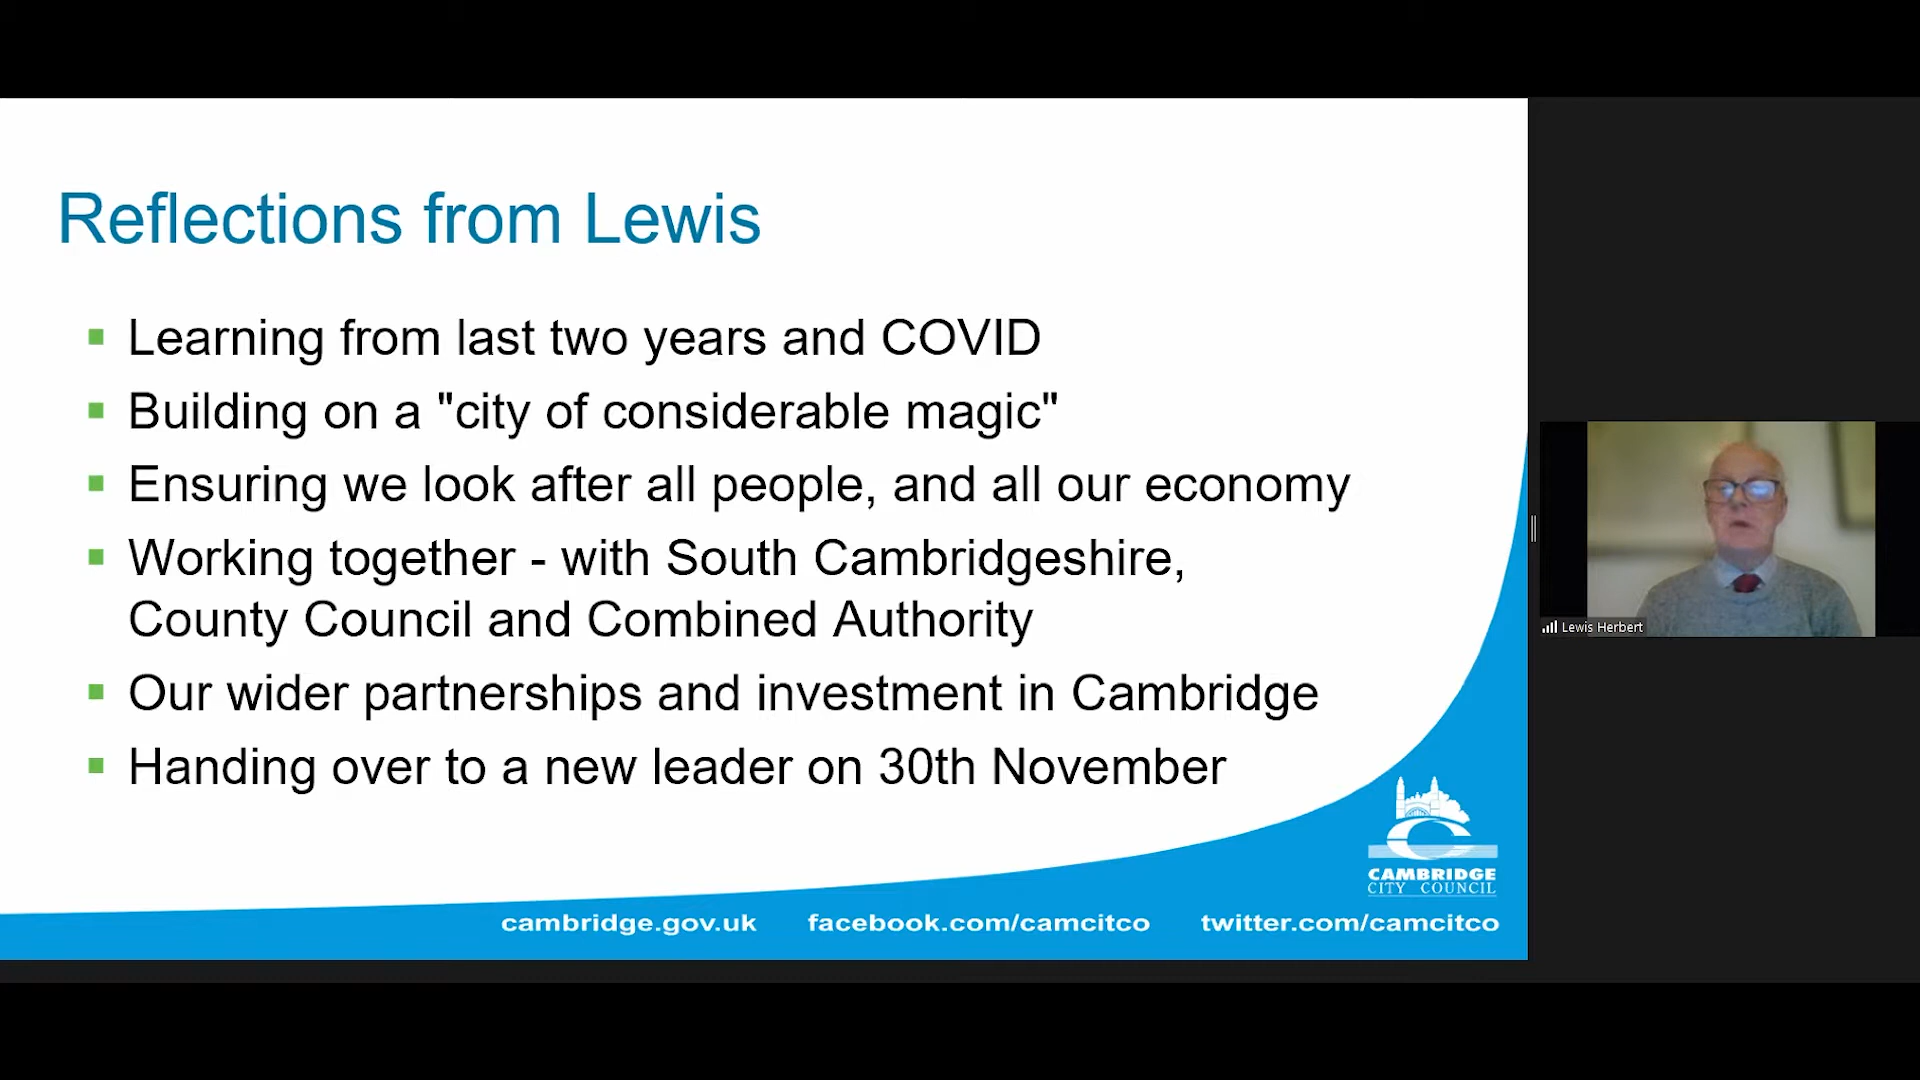 Reflections from Lewis
Learning from last two years and COVID
Building on a "city of considerable magic"
Ensuring we look after all people, and all our economy
Working together - with South Cambridgeshire,
County Council and Combined Authority
Our wider partnerships and investment in Cambridge
Handing over to a new leader on 30th November
Lewis Herbert
CAMBRIDGE
CITY COUNCIL
cambridge.gov.uk facebook.com/camcitco twitter.com/camcitco